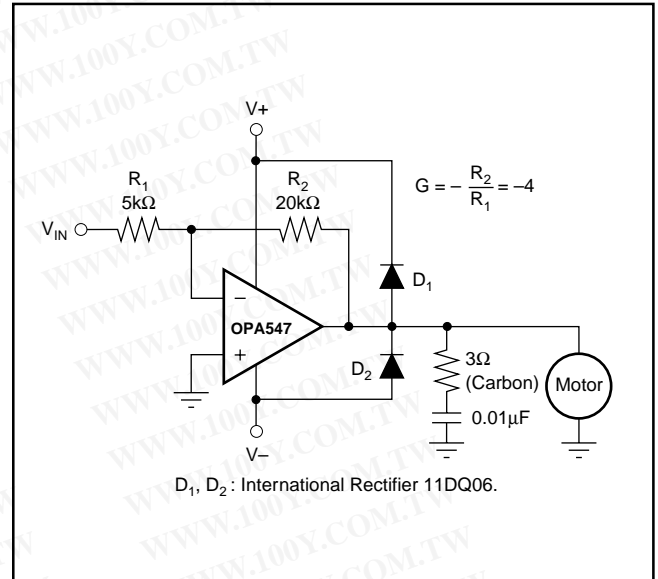 V+
G = – R2/R1 = –4
R1
5kΩ
R2
20kΩ
VIN
D1
–
OPA547
+
D2
3Ω
(Carbon)
Motor
0.01µF
V–
D1, D2 : International Rectifier 11DQ06.
WWW.100Y.COM.TW